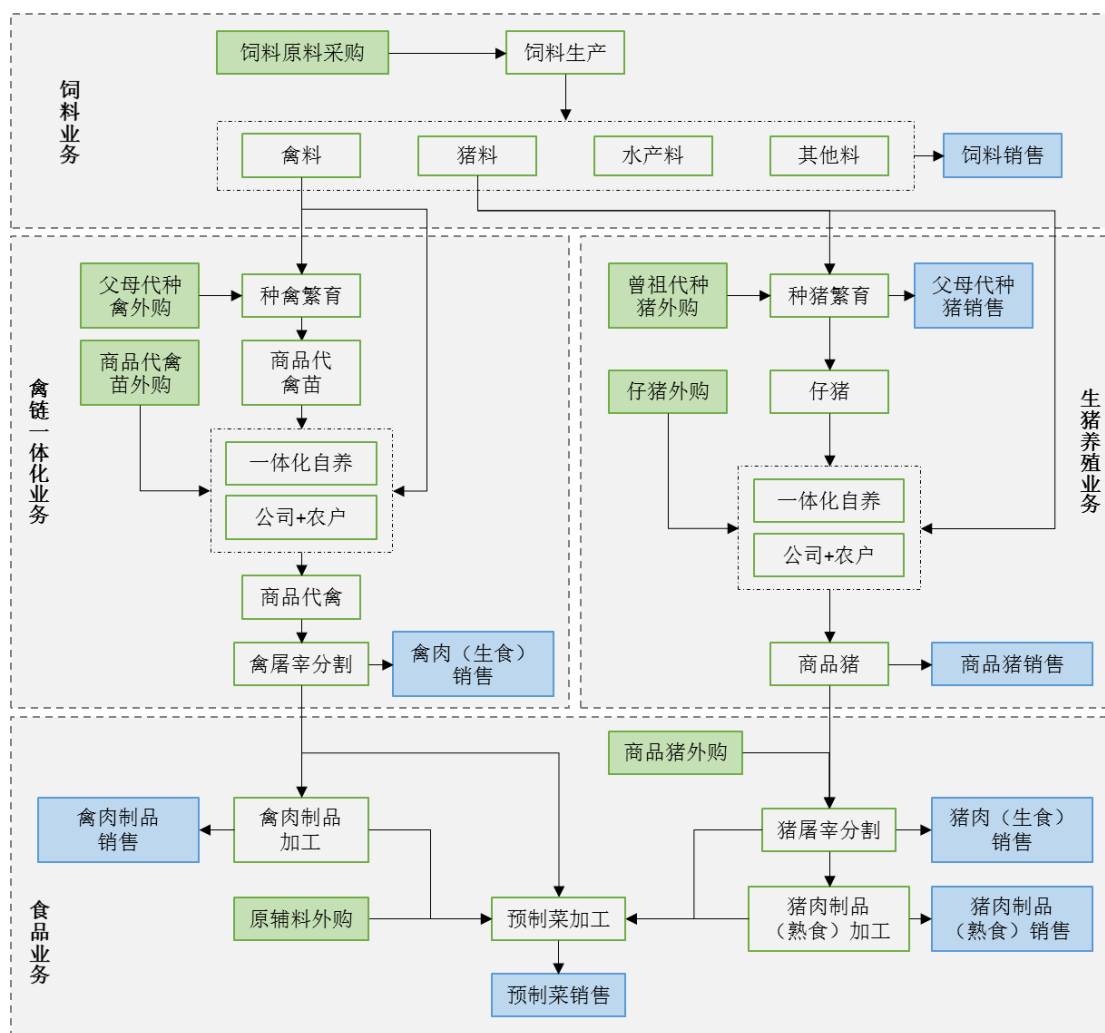 饲料业务
饲料原料采购
饲料生产
禽料
猪料
水产料
其他料
饲料销售
禽链一体化业务
父母代种
禽外购
种禽繁育
商品代禽
苗外购
商品代
禽苗
一体化自养
公司+农户
商品代禽
禽屠宰分割
禽肉（生食）
销售
生猪养殖业务
曾祖代种
猪外购
种猪繁育
父母代种
猪销售
仔猪外购
仔猪
一体化自养
公司+农户
商品猪
商品猪销售
食品业务
商品猪外购
禽肉制品
销售
禽肉制品
加工
猪屠宰分割
猪肉（生食）
销售
原辅料外购
预制菜加工
猪肉制品
（熟食）加工
猪肉制品
（熟食）销售
预制菜销售